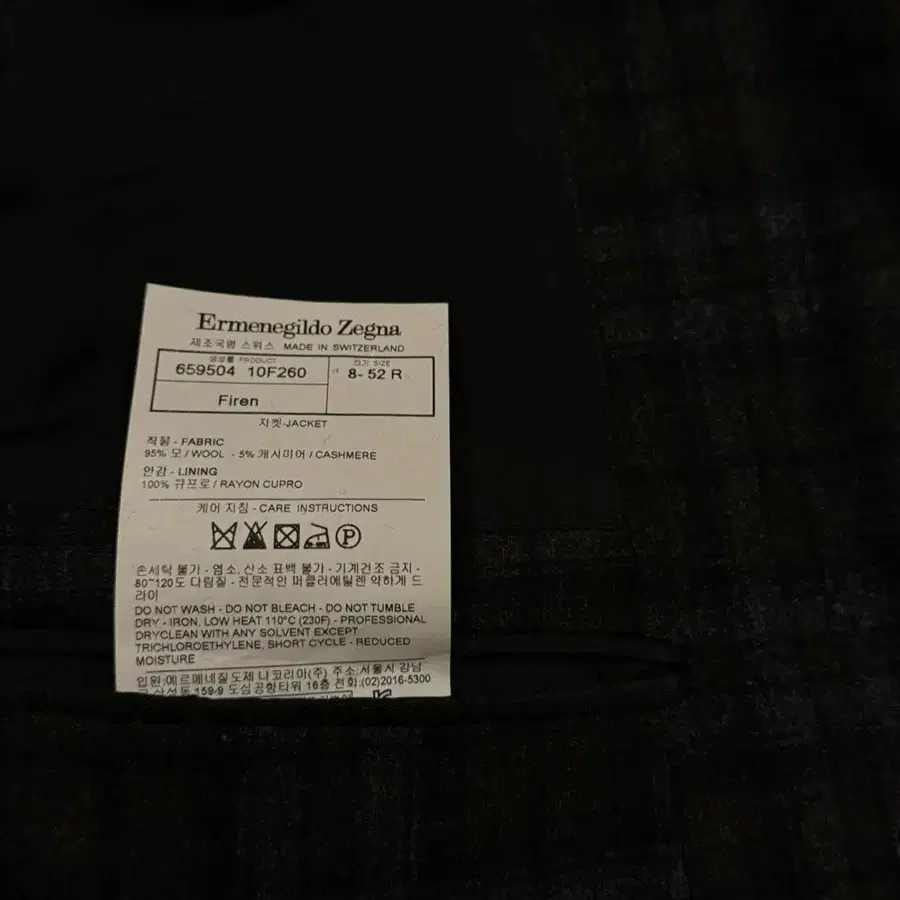 Ermenegildo Zegna
제조국명 스위스 MADE IN SWITZERLAND
생성물 PRODUCT
크기 SIZE
659504 10F260
IT 8- 52 R
Firen
지켓-JACKET
직물 - FABRIC
95% 모 / WOOL - 5% 캐시미어 / CASHMERE
안감 - LINING
100% 큐프로 / RAYON CUPRO
케어 지침 - CARE INSTRUCTIONS
P
손세탁 불가 - 염소, 산소 표백 불가 - 기계건조 금지 -
80~120도 다림질 - 전문적인 퍼클러에틸렌 약하게 드
라이
DO NOT WASH - DO NOT BLEACH - DO NOT TUMBLE
DRY - IRON, LOW HEAT 110°C (230F) - PROFESSIONAL
DRYCLEAN WITH ANY SOLVENT EXCEPT
TRICHLOROETHYLENE, SHORT CYCLE - REDUCED
MOISTURE
입원:에르메네질도제냐코리아(주) 주소:서울시 강남
구 삼성동 159-9 도심공항타워 16층 전화:(02)2016-5300